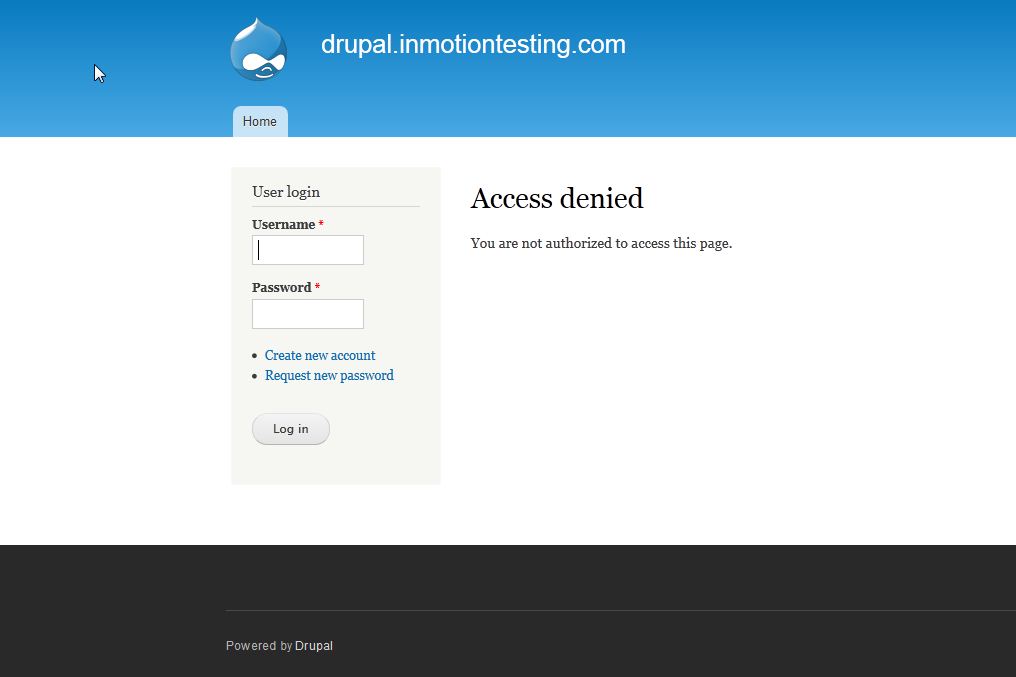 drupal.inmotiontesting.com
Home
User login
Username *
Password *
Create new account
Request new password
Log in
Access denied
You are not authorized to access this page.
Powered by Drupal